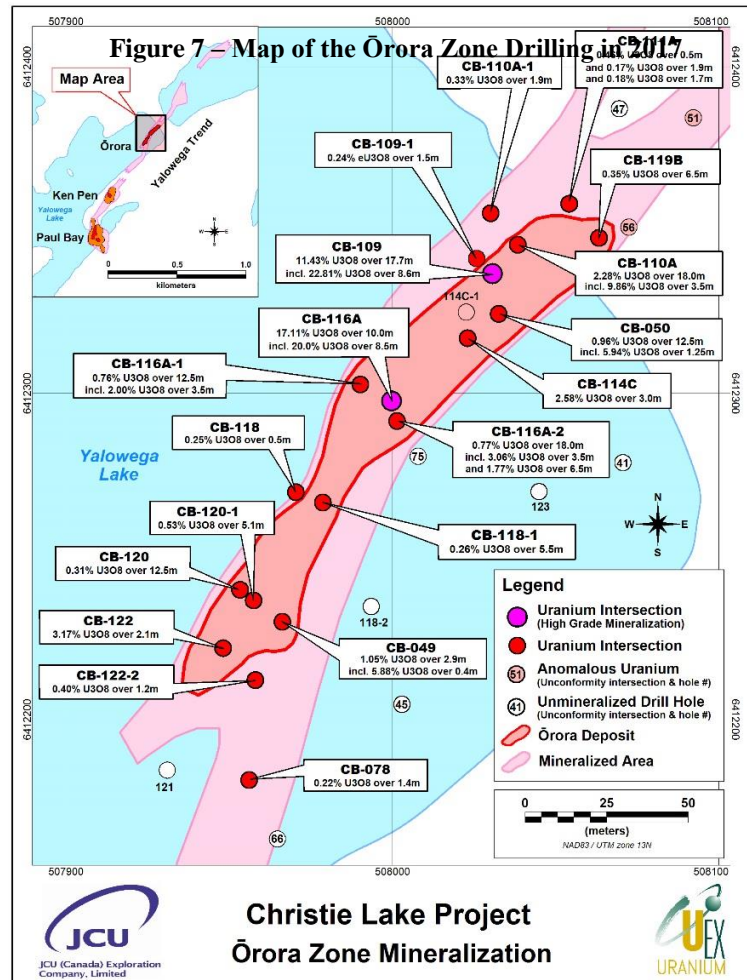 507900
508000
508100
Figure 7 – Map of the Ōrora Zone Drilling in 2017
6412400
6412400
Map Area
Ōrora
Yalowega Trend
Ken Pen
Yalowega
Lake
Paul Bay
N
W
E
S
0
0.5
1.0
kilometers
CB-111A
0.46% U3O8 over 0.5m
and 0.17% U3O8 over 1.9m
and 0.18% U3O8 over 1.7m
CB-110A-1
0.33% U3O8 over 1.9m
47
51
CB-109-1
0.24% eU3O8 over 1.5m
CB-119B
0.35% U3O8 over 6.5m
56
CB-109
11.43% U3O8 over 17.7m
incl. 22.81% U3O8 over 8.6m
CB-110A
2.28% U3O8 over 18.0m
incl. 9.86% U3O8 over 3.5m
114C-1
CB-116A
17.11% U3O8 over 10.0m
incl. 20.0% U3O8 over 8.5m
CB-050
0.96% U3O8 over 12.5m
incl. 5.94% U3O8 over 1.25m
CB-116A-1
0.76% U3O8 over 12.5m
incl. 2.00% U3O8 over 3.5m
CB-114C
2.58% U3O8 over 3.0m
6412300
6412300
CB-118
0.25% U3O8 over 0.5m
CB-116A-2
0.77% U3O8 over 18.0m
incl. 3.06% U3O8 over 3.5m
and 1.77% U3O8 over 6.5m
Yalowega
Lake
75
41
123
CB-120-1
0.53% U3O8 over 5.1m
N
W
E
S
CB-118-1
0.26% U3O8 over 5.5m
CB-120
0.31% U3O8 over 12.5m
118-2
CB-122
3.17% U3O8 over 2.1m
CB-049
1.05% U3O8 over 2.9m
incl. 5.88% U3O8 over 0.4m
CB-122-2
0.40% U3O8 over 1.2m
45
6412200
6412200
CB-078
0.22% U3O8 over 1.4m
121
66
Legend
Uranium Intersection
(High Grade Mineralization)
Uranium Intersection
51
Anomalous Uranium
(Unconformity intersection & hole #)
41
Unmineralized Drill Hole
(Unconformity intersection & hole #)
Ōrora Deposit
Mineralized Area
0
25
50
(meters)
NAD83 / UTM zone 13N
507900
508000
508100
JCU
JCU (Canada) Exploration
Company, Limited
Christie Lake Project
Ōrora Zone Mineralization
UEX
URANIUM